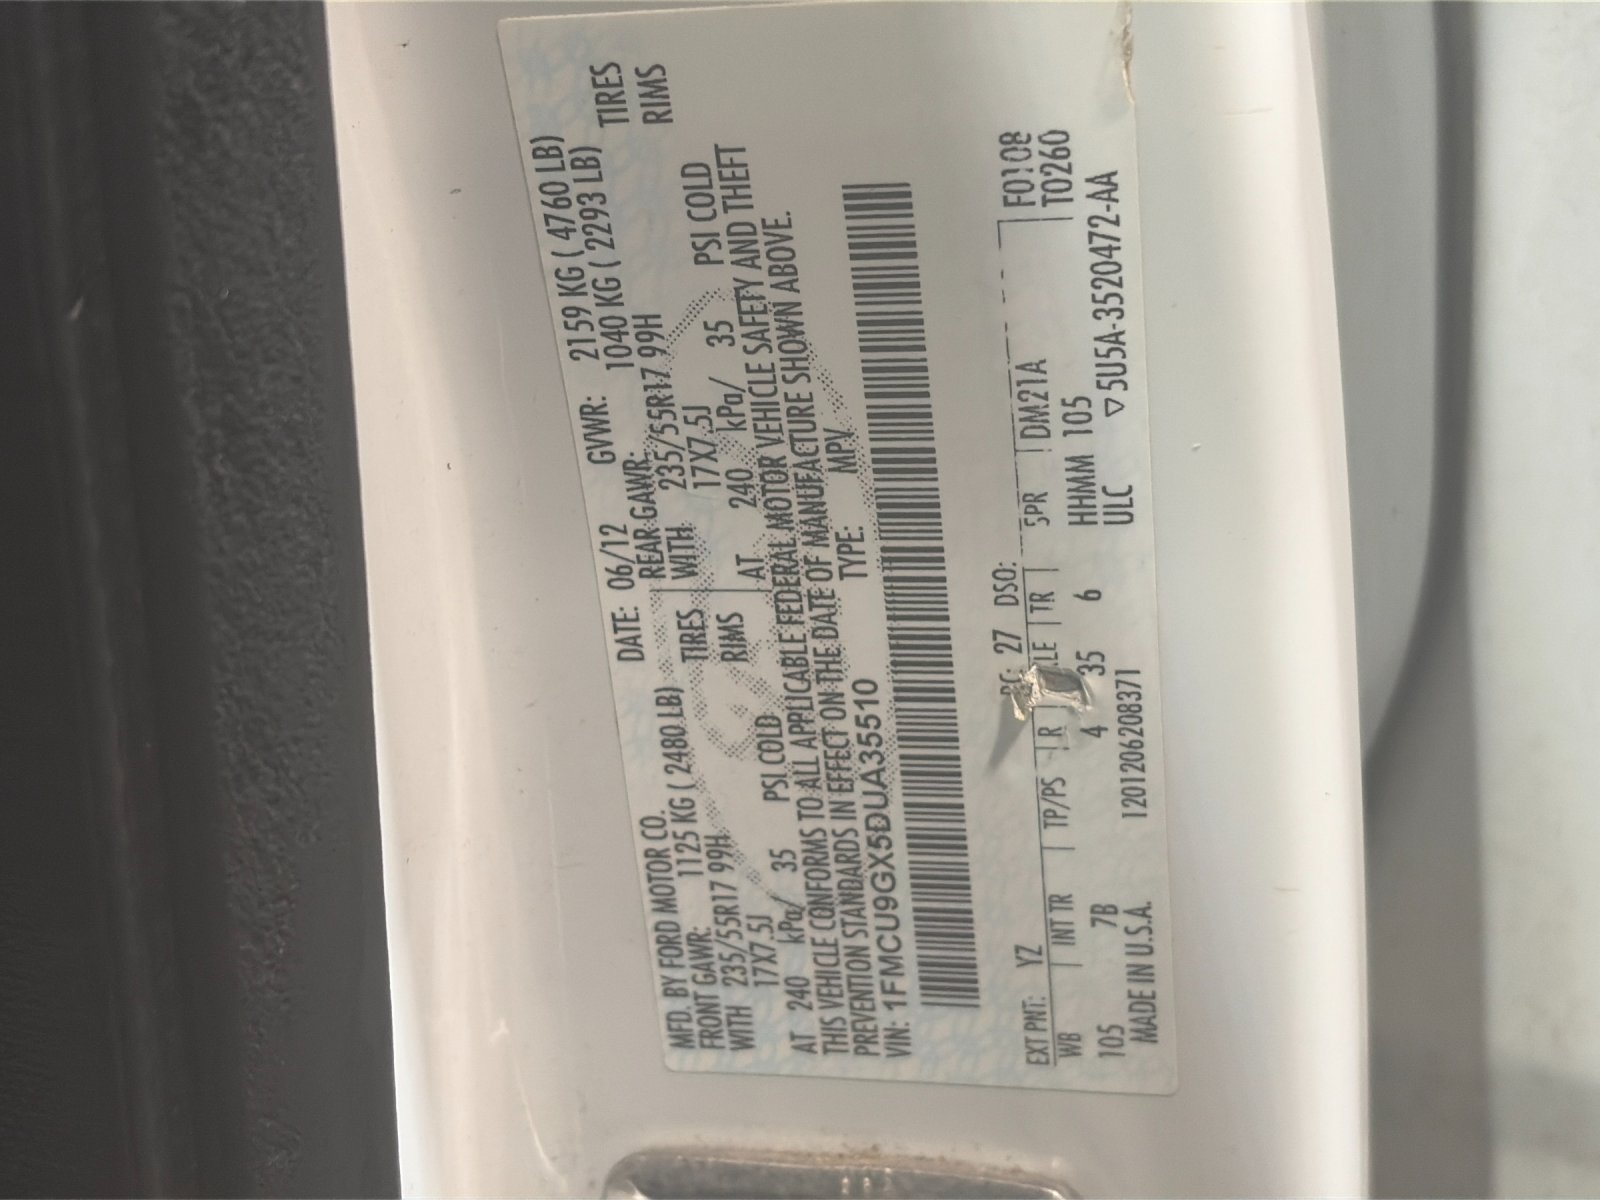 MFD. BY FORD MOTOR CO. DATE: 06/12 GVWR: 2159 KG ( 4760 LB)
FRONT GAWR: 1125 KG ( 2480 LB) REAR GAWR: 1040 KG ( 2293 LB)
WITH 235/55R17 99H TIRES WITH 235/55R17 99H TIRES
17X7.5J RIMS 17X7.5J RIMS
AT 240 kPa/ 35 PSI COLD AT 240 kPa/ 35 PSI COLD
THIS VEHICLE CONFORMS TO ALL APPLICABLE FEDERAL MOTOR VEHICLE SAFETY AND THEFT
PREVENTION STANDARDS IN EFFECT ON THE DATE OF MANUFACTURE SHOWN ABOVE.
VIN: 1FMCU9GX5DUA35510 TYPE: MPV
EXT PNT: YZ RC: 27 DSO: F0108
WB INT TR TP/PS R TR SPR DM21A T0260
105 7B 4 35 6 HHMM 105
MADE IN U.S.A. 1201206208371 ULC ▽ 5U5A-3520472-AA